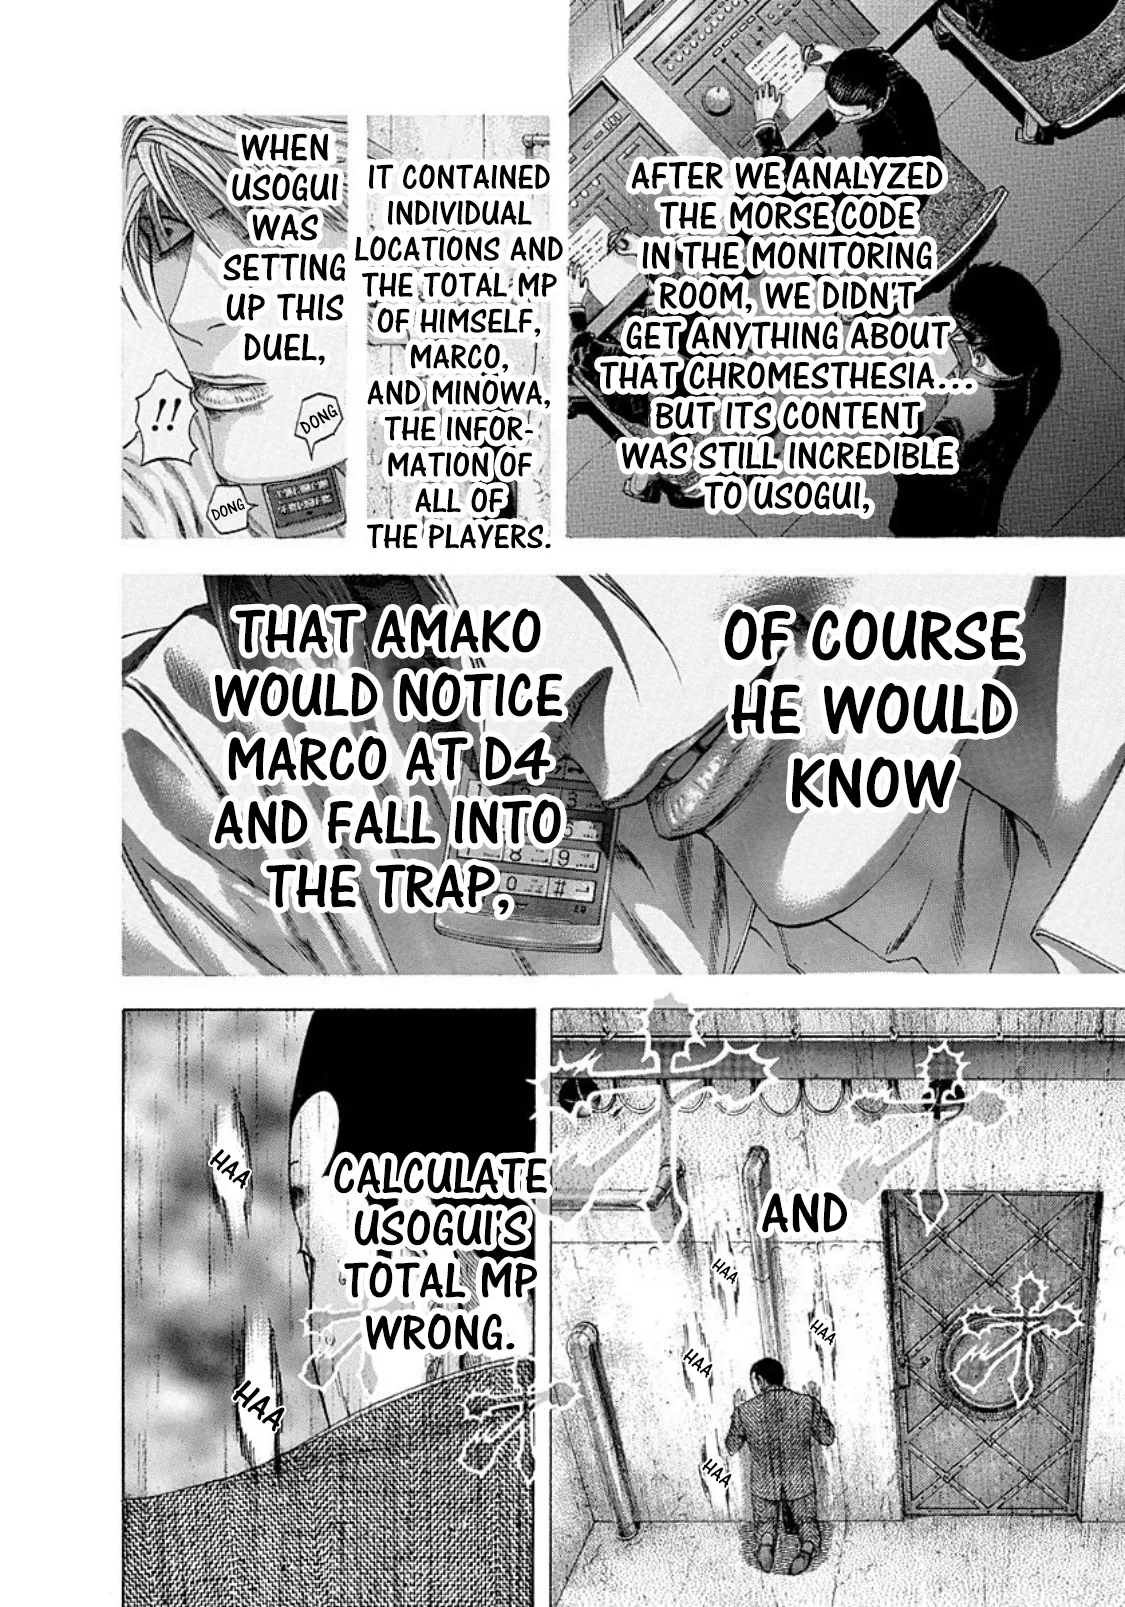 AFTER WE ANALYZED
THE MORSE CODE
IN THE MONITORING
ROOM, WE DIDN'T
GET ANYTHING ABOUT
THAT CHROMESTHESIA...
BUT ITS CONTENT
WAS STILL INCREDIBLE
TO USOGUI,
IT CONTAINED
INDIVIDUAL
LOCATIONS AND
THE TOTAL MP
OF HIMSELF,
MARCO,
AND MINOWA,
THE INFOR-
MATION OF
ALL OF
THE PLAYERS.
WHEN
USOGUI
WAS
SETTING
UP THIS
DUEL,
!!
DONG
DONG
OF COURSE
HE WOULD
KNOW
THAT AMAKO
WOULD NOTICE
MARCO AT D4
AND FALL INTO
THE TRAP,
5
8 9
0 #
AND
HAA
HAA
HAA
HAA
CALCULATE
USOGUI'S
TOTAL MP
WRONG.
HAA
HAA